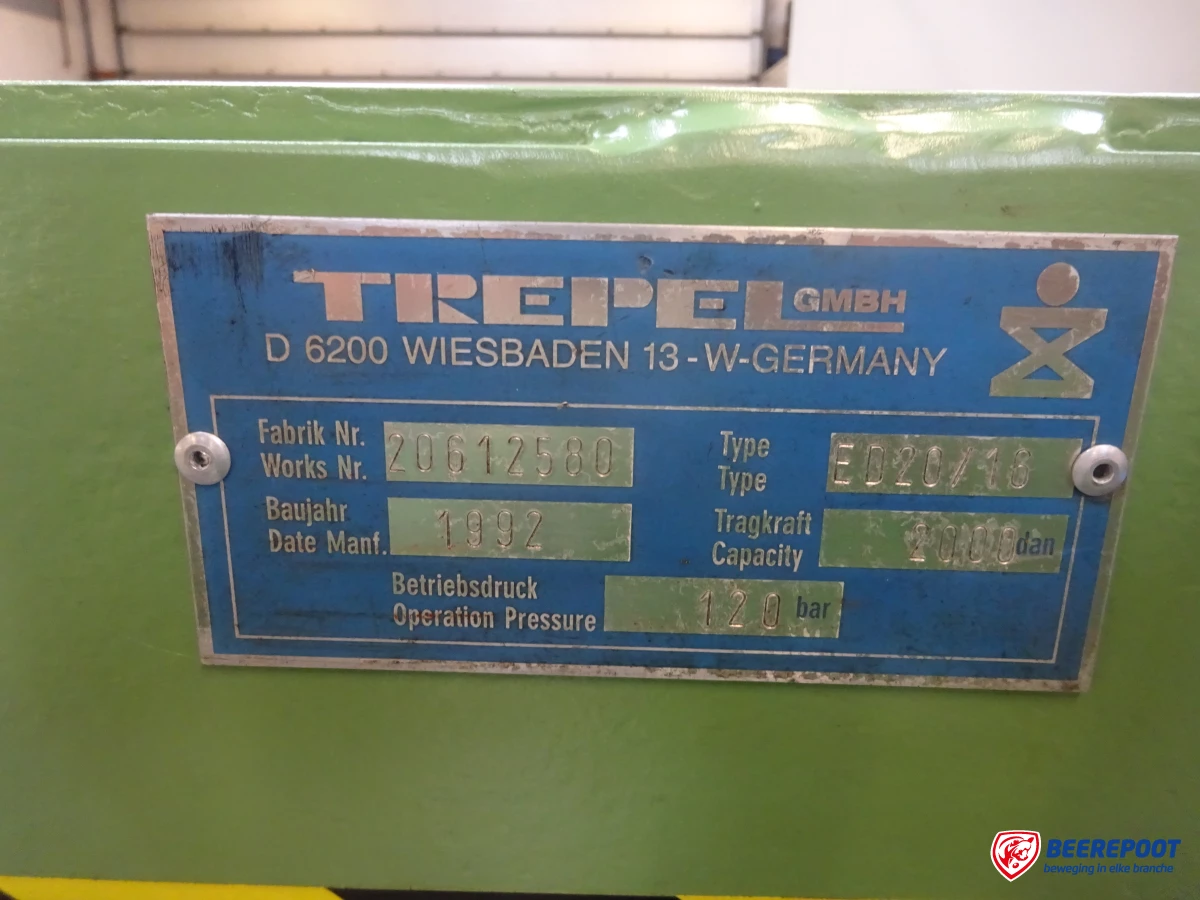 TREPEL GMBH
D 6200 WIESBADEN 13 - W-GERMANY
Fabrik Nr.
Works Nr.
20612580
Type
Type
ED20/18
Baujahr
Date Manf.
1992
Tragkraft
Capacity
2000 dan
Betriebsdruck
Operation Pressure
120 bar
BEEREPOOT
beweging in elke branche